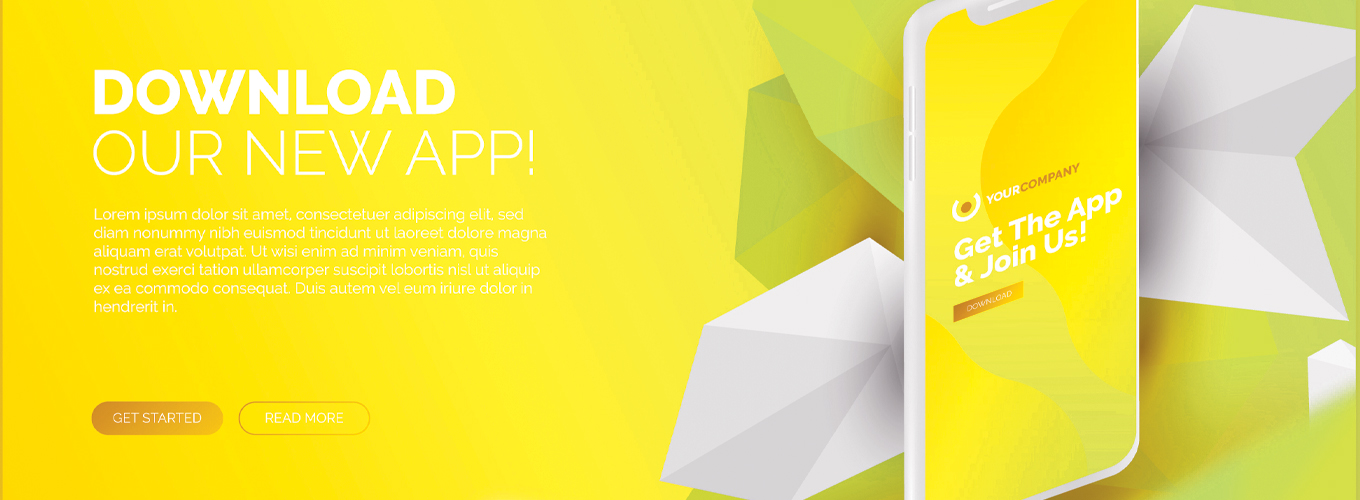 DOWNLOAD
OUR NEW APP!
Lorem ipsum dolor sit amet, consectetuer adipiscing elit, sed
diam nonummy nibh euismod tincidunt ut laoreet dolore magna
aliquam erat volutpat. Ut wisi enim ad minim veniam, quis
nostrud exerci tation ullamcorper suscipit lobortis nisl ut aliquip
ex ea commodo consequat. Duis autem vel eum iriure dolor in
hendrerit in.
GET STARTED
READ MORE
YOURCOMPANY
Get The App
& Join Us!
DOWNLOAD